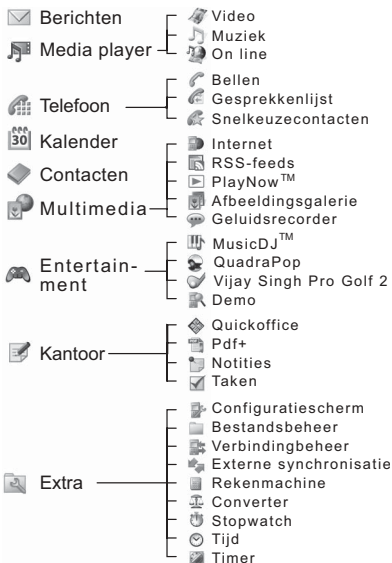 Berichten
Media player
Video
Muziek
On line
Telefoon
Bellen
Gesprekkenlijst
Snelkeuzecontacten
30
Kalender
Contacten
Multimedia
Internet
RSS-feeds
PlayNow™
Afbeeldingsgalerie
Geluidsrecorder
Entertain-
ment
MusicDJ™
QuadraPop
Vijay Singh Pro Golf 2
Demo
Kantoor
Quickoffice
Pdf+
Notities
Taken
Extra
Configuratiescherm
Bestandsbeheer
Verbindingbeheer
Externe synchronisatie
Rekenmachine
Converter
Stopwatch
Tijd
Timer